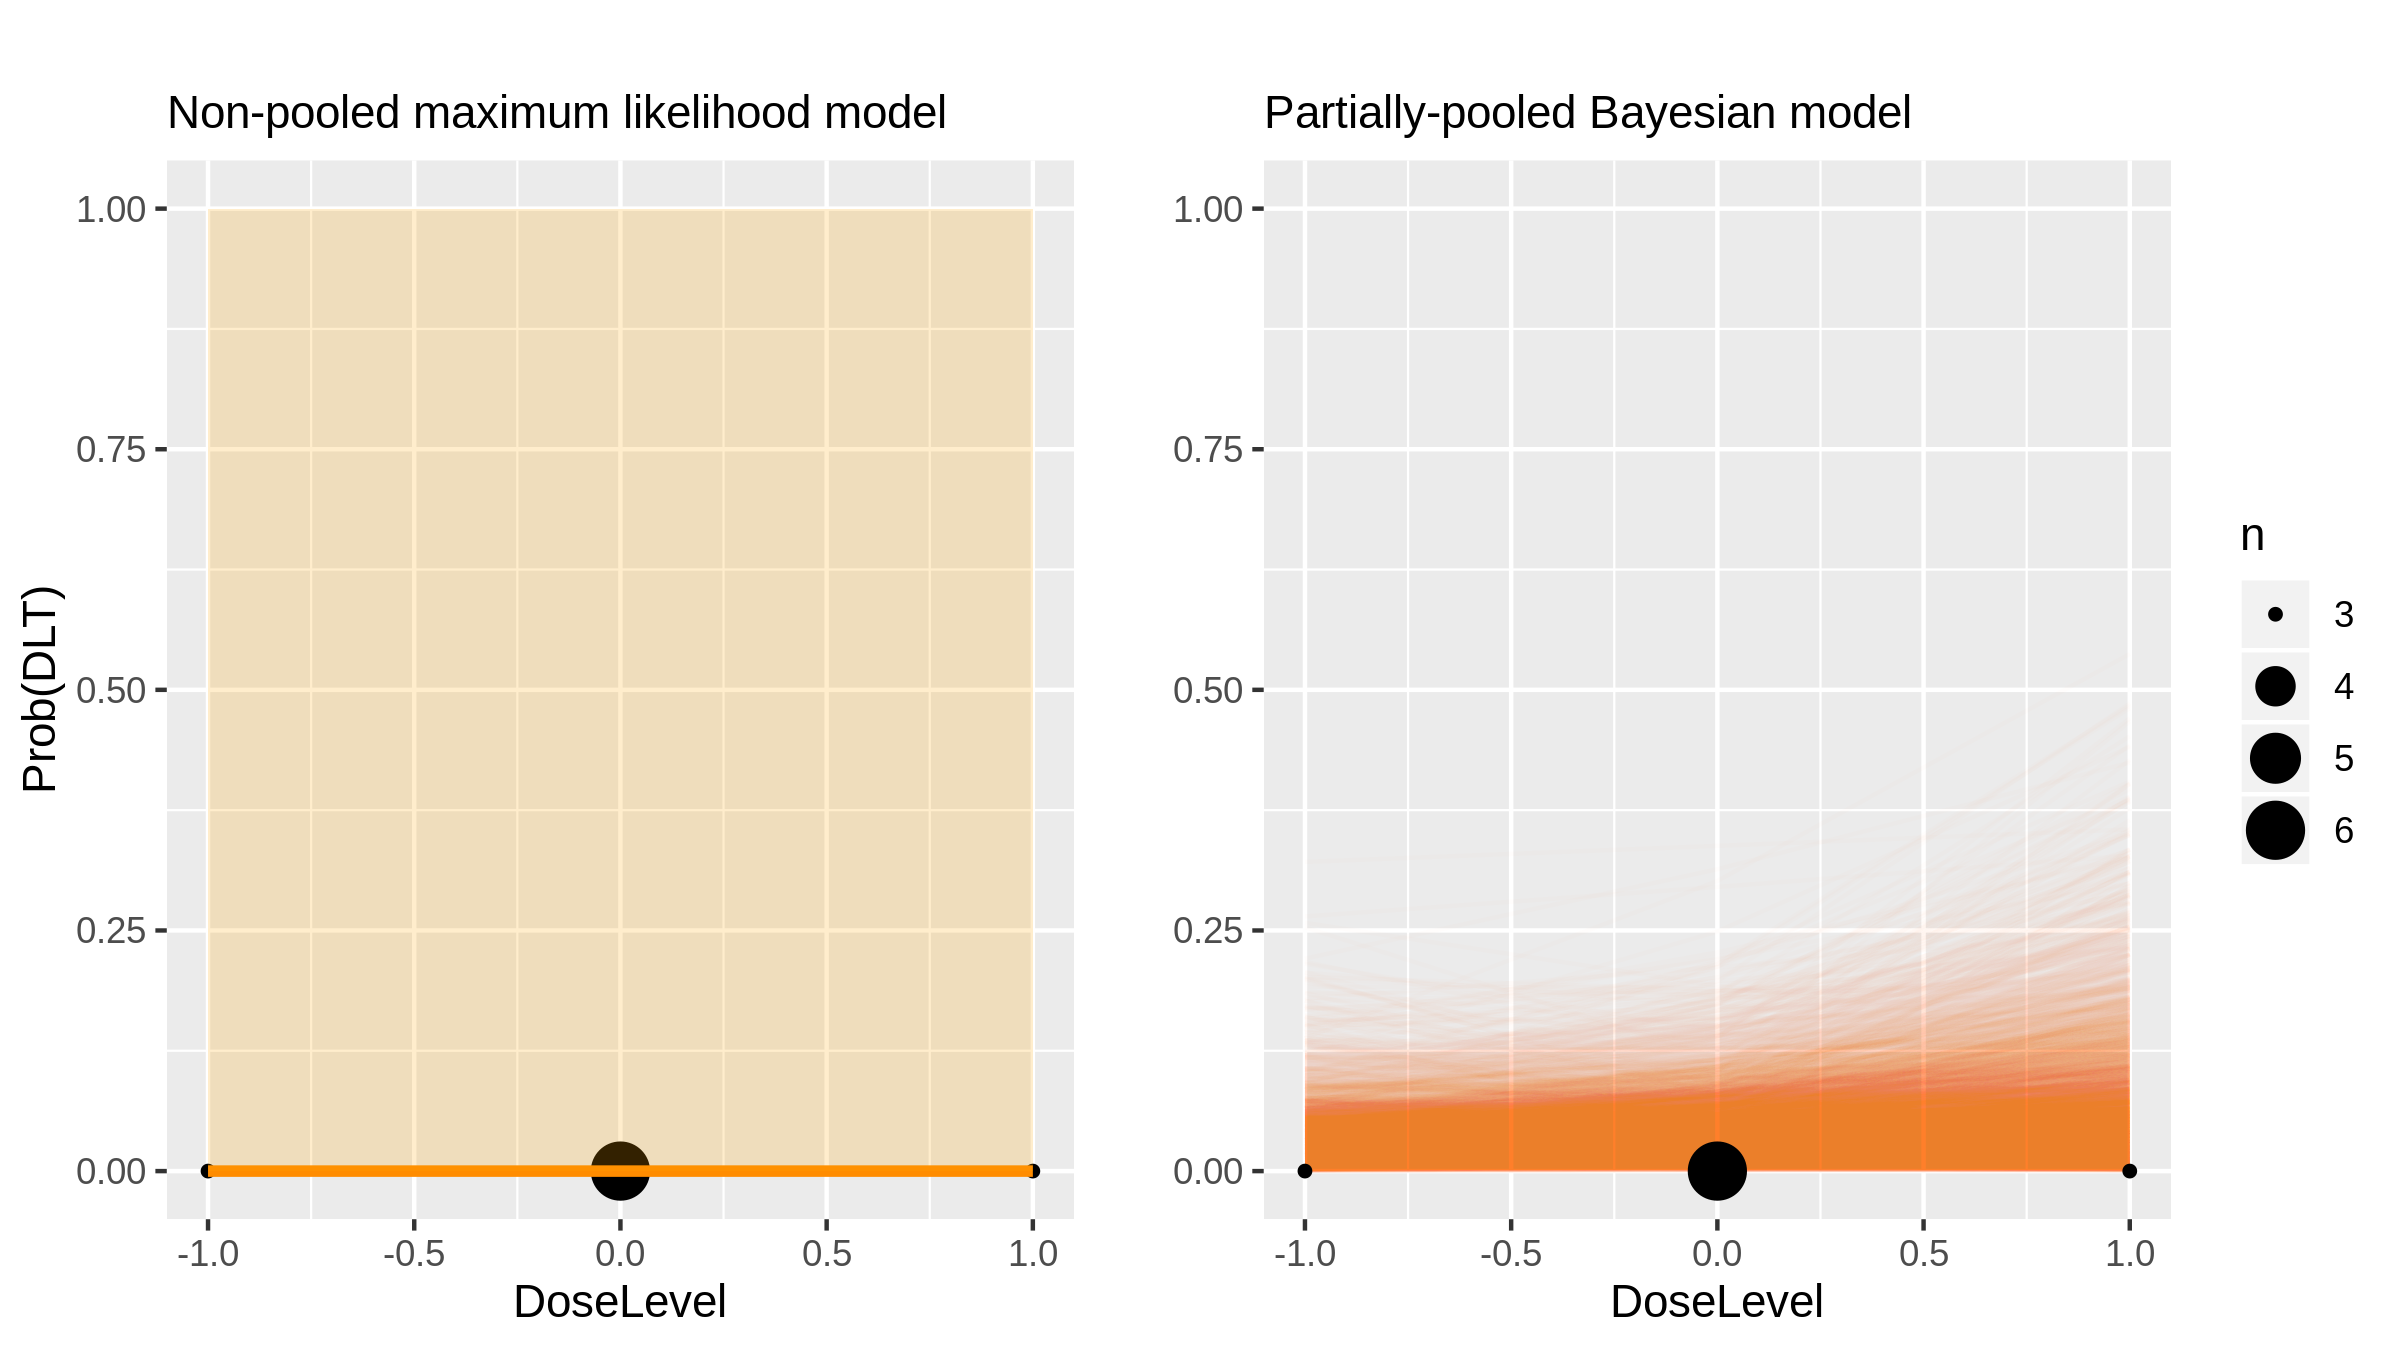 Non-pooled maximum likelihood model
Partially-pooled Bayesian model
Prob(DLT)
1.00
0.75
0.50
0.25
0.00
-1.0 -0.5 0.0 0.5 1.0
DoseLevel
1.00
0.75
0.50
0.25
0.00
-1.0 -0.5 0.0 0.5 1.0
DoseLevel
n
3
4
5
6